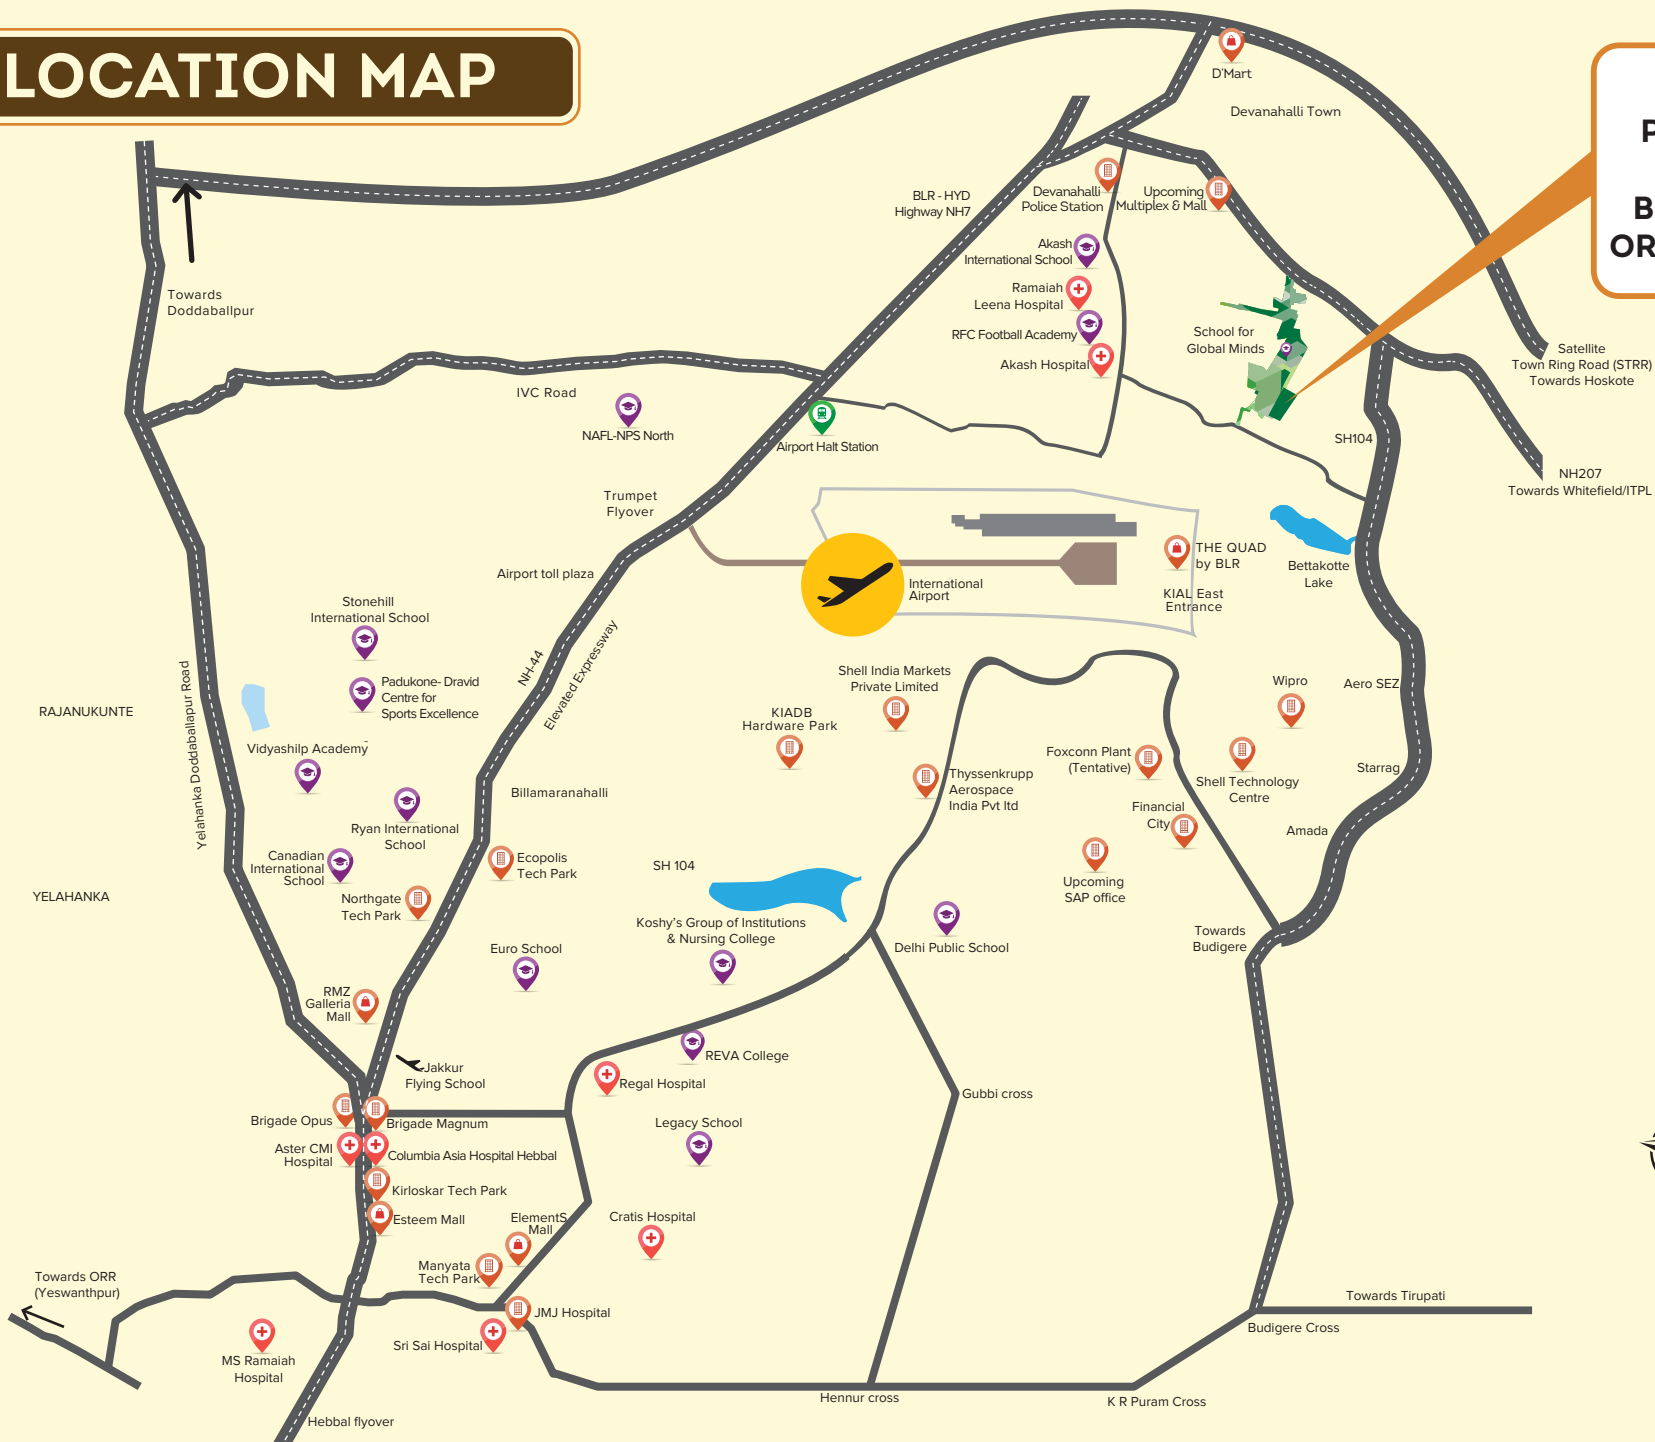 LOCATION MAP
D'Mart
Devanahalli Town
P
B
OR
BLR - HYD
Highway NH7
Devanahalli
Police Station
Upcoming
Multiplex & Mall
Akash
International School
Ramaiah
Leena Hospital
RFC Football Academy
Akash Hospital
School for
Global Minds
Towards
Doddaballpur
Satellite
Town Ring Road (STRR)
Towards Hoskote
IVC Road
NAFL-NPS North
Airport Halt Station
SH104
NH207
Towards Whitefield/ITPL
Trumpet
Flyover
Airport toll plaza
International
Airport
THE QUAD
by BLR
KIAL East
Entrance
Bettakotte
Lake
Stonehill
International School
Padukone- Dravid
Centre for
Sports Excellence
NH-44
Elevated Expressway
Yelahanka Doddaballapur Road
RAJANUKUNTE
Vidyashilp Academy
Shell India Markets
Private Limited
KIADB
Hardware Park
Wipro
Aero SEZ
Foxconn Plant
(Tentative)
Thyssenkrupp
Aerospace
India Pvt ltd
Shell Technology
Centre
Starrag
Billamaranahalli
Financial
City
Amada
Ryan International
School
Canadian
International
School
Ecopolis
Tech Park
SH 104
Upcoming
SAP office
YELAHANKA
Northgate
Tech Park
Koshy's Group of Institutions
& Nursing College
Euro School
Delhi Public School
Towards
Budigere
RMZ
Galleria
Mall
Jakkur
Flying School
REVA College
Regal Hospital
Gubbi cross
Brigade Opus
Brigade Magnum
Legacy School
Aster CMI
Hospital
Columbia Asia Hospital Hebbal
Kirloskar Tech Park
Esteem Mall
ElementS
Mall
Cratis Hospital
Manyata
Tech Park
Towards ORR
(Yeswanthpur)
JMJ Hospital
Sri Sai Hospital
MS Ramaiah
Hospital
Towards Tirupati
Budigere Cross
Hennur cross
K R Puram Cross
Hebbal flyover